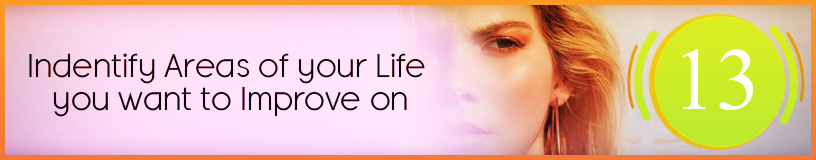 Indentify Areas of your Life
you want to Improve on
13